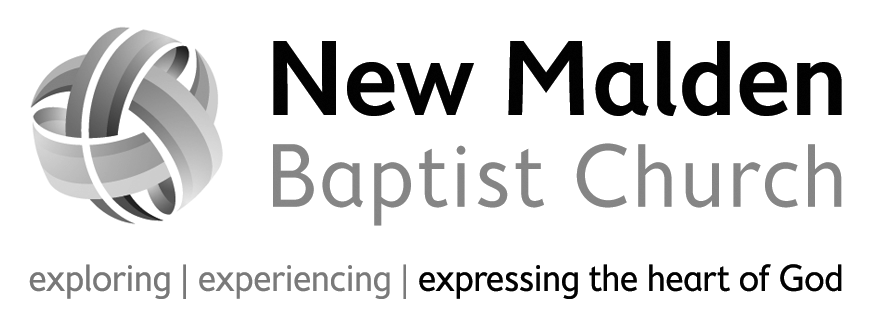 New Malden
Baptist Church
exploring | experiencing | expressing the heart of God